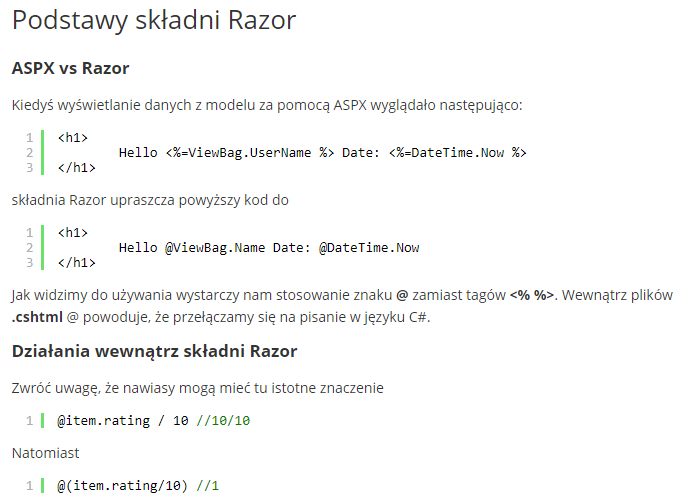 Podstawy składni Razor
ASPX vs Razor
Kiedyś wyświetlanie danych z modelu za pomocą ASPX wyglądało następująco:
1 <h1>
2 Hello <%=ViewBag.UserName %> Date: <%=DateTime.Now %>
3 </h1>
składnia Razor upraszcza powyższy kod do
1 <h1>
2 Hello @ViewBag.Name Date: @DateTime.Now
3 </h1>
Jak widzimy do używania wystarczy nam stosowanie znaku @ zamiast tagów <% %>. Wewnątrz plików
.cshtml @ powoduje, że przełączamy się na pisanie w języku C#.
Działania wewnątrz składni Razor
Zwróć uwagę, że nawiasy mogą mieć tu istotne znaczenie
1 @item.rating / 10 //10/10
Natomiast
1 @(item.rating/10) //1